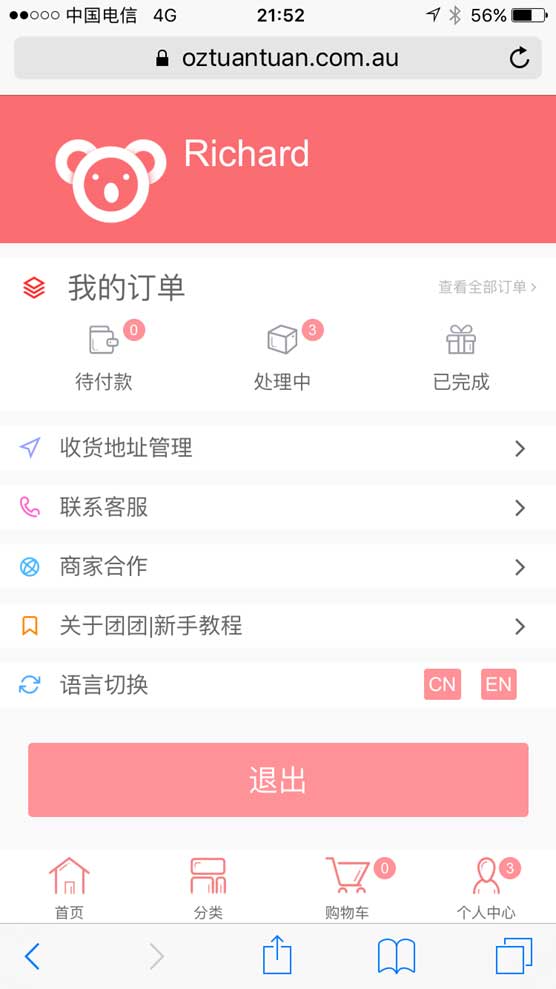 中国电信 4G 21:52 56%
oztuantuan.com.au
Richard
我的订单 查看全部订单
0 3
待付款 处理中 已完成
收货地址管理
联系客服
商家合作
关于团团|新手教程
语言切换 CN EN
退出
0 3
首页 分类 购物车 个人中心